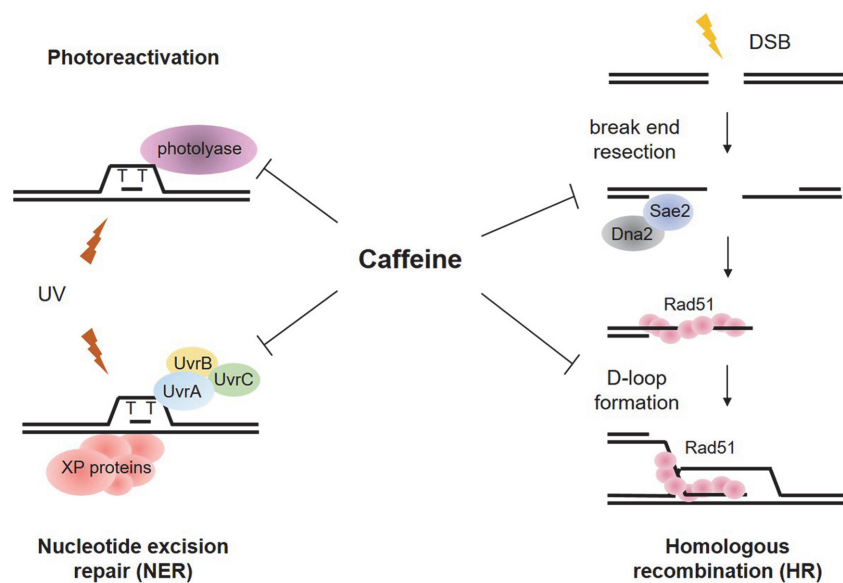 Photoreactivation
photolyase
T T
UV
UvrB
UvrA
UvrC
T T
XP proteins
Nucleotide excision
repair (NER)
Caffeine
DSB
break end
resection
Sae2
Dna2
Rad51
D-loop
formation
Rad51
Homologous
recombination (HR)